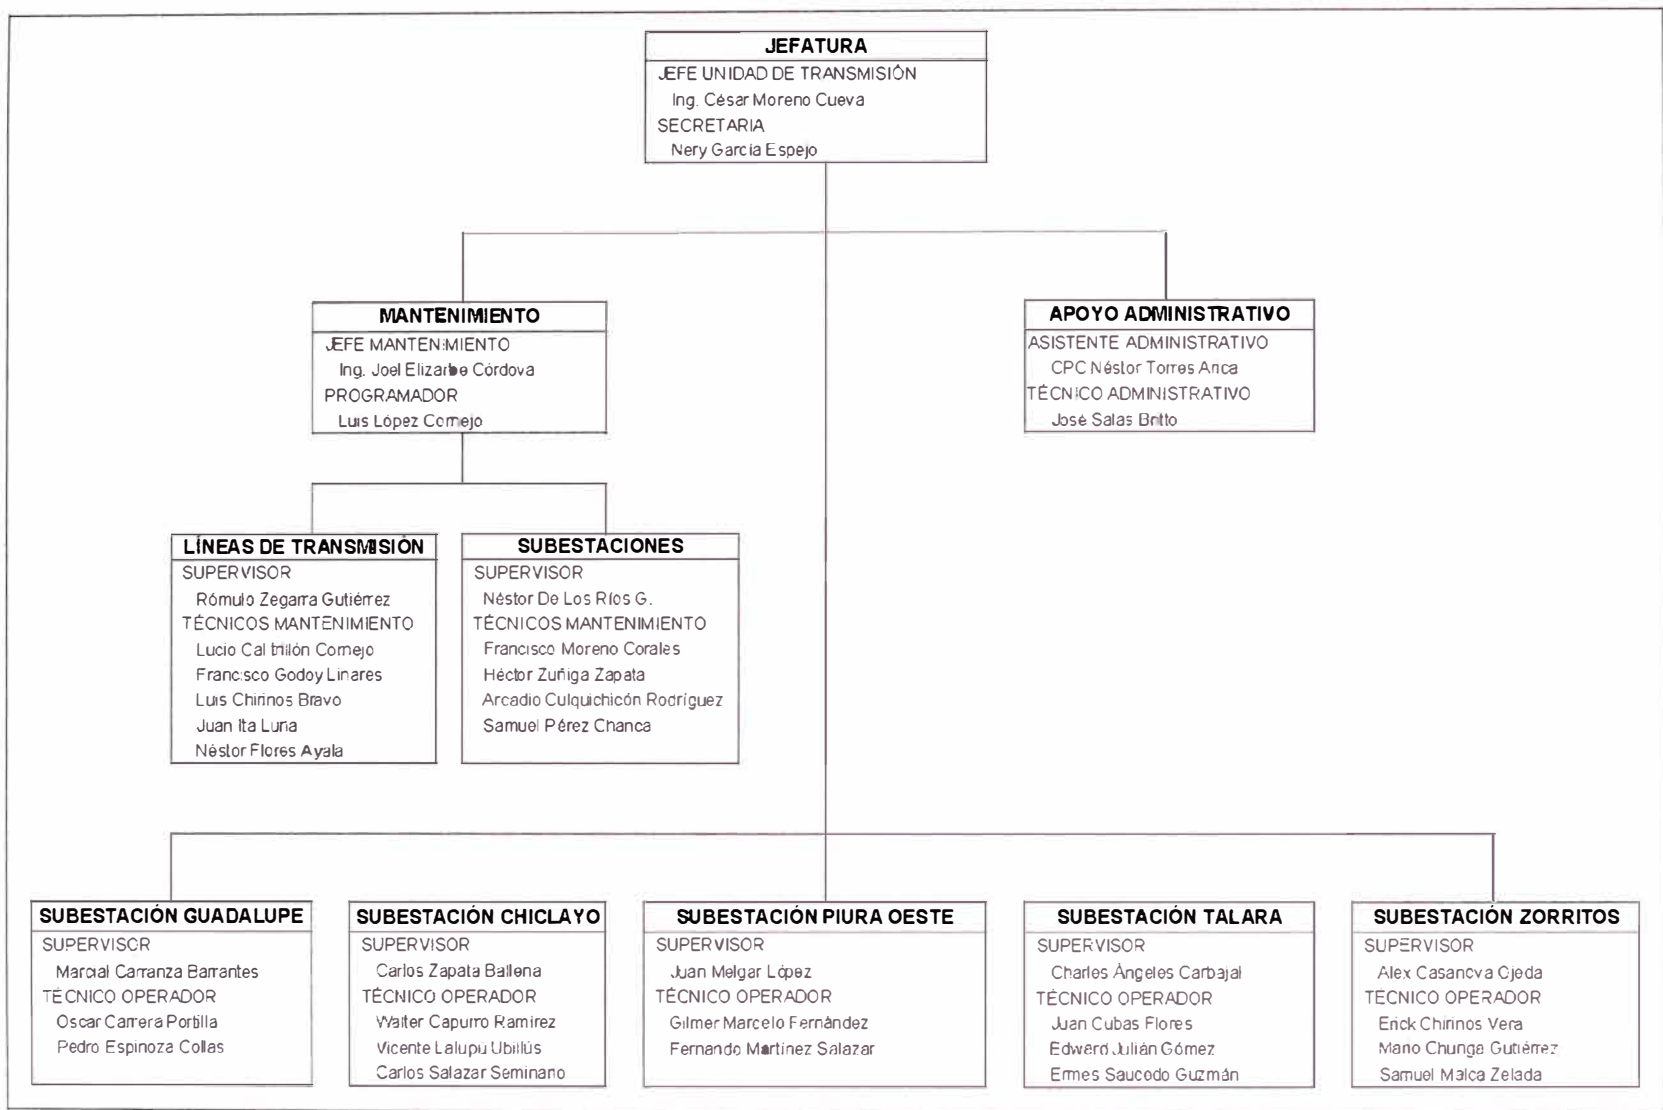 JEFATURA
JEFE UNIDAD DE TRANSMISIÓN
Ing. César Moreno Cueva
SECRETARIA
Nery García Espejo
MANTENIMIENTO
JEFE MANTENIMIENTO
Ing. Joel Elizarbe Córdova
PROGRAMADOR
Luis López Cornejo
APOYO ADMINISTRATIVO
ASISTENTE ADMINISTRATIVO
CPC Néstor Torres Arica
TÉCNICO ADMINISTRATIVO
José Salas Britto
LÍNEAS DE TRANSMISIÓN
SUPERVISOR
Rómulo Zegarra Gutiérrez
TÉCNICOS MANTENIMIENTO
Lucio Cornejo
Francisco Godoy Linares
Luis Chirinos Bravo
Juan Ita Luna
Néstor Flores Ayala
SUBESTACIONES
SUPERVISOR
Néstor De Los Ríos G.
TÉCNICOS MANTENIMIENTO
Francisco Moreno Corales
Héctor Zuñiga Zapata
Arcadio Culquichicón Rodríguez
Samuel Pérez Chanca
SUBESTACIÓN GUADALUPE
SUPERVISOR
Marcial Carranza Barrantes
TÉCNICO OPERADOR
Oscar Carrera Portilla
Pedro Espinoza Collas
SUBESTACIÓN CHICLAYO
SUPERVISOR
Carlos Zapata Ballena
TÉCNICO OPERADOR
Walter Capurro Ramírez
Vicente Lalupú Ubillús
Carlos Salazar Seminario
SUBESTACIÓN PIURA OESTE
SUPERVISOR
Juan Melgar López
TÉCNICO OPERADOR
Gilmer Marcelo Fernández
Fernando Martínez Salazar
SUBESTACIÓN TALARA
SUPERVISOR
Charles Ángeles Carbajal
TÉCNICO OPERADOR
Juan Cubas Flores
Edward Julián Gómez
Ermes Saucedo Guzmán
SUBESTACIÓN ZORRITOS
SUPERVISOR
Alex Casanova Ojeda
TÉCNICO OPERADOR
Erick Chirinos Vera
Mario Chunga Gutiérrez
Samuel Malca Zelada